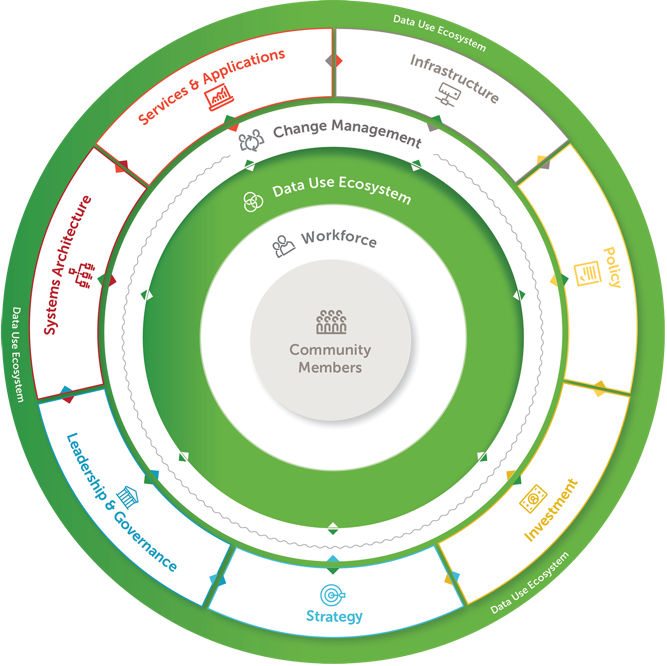 Data Use Ecosystem
Services & Applications
Infrastructure
Change Management
Data Use Ecosystem
Systems Architecture
Workforce
Policy
Data Use Ecosystem
Community
Members
Leadership & Governance
Investment
Data Use Ecosystem
Strategy